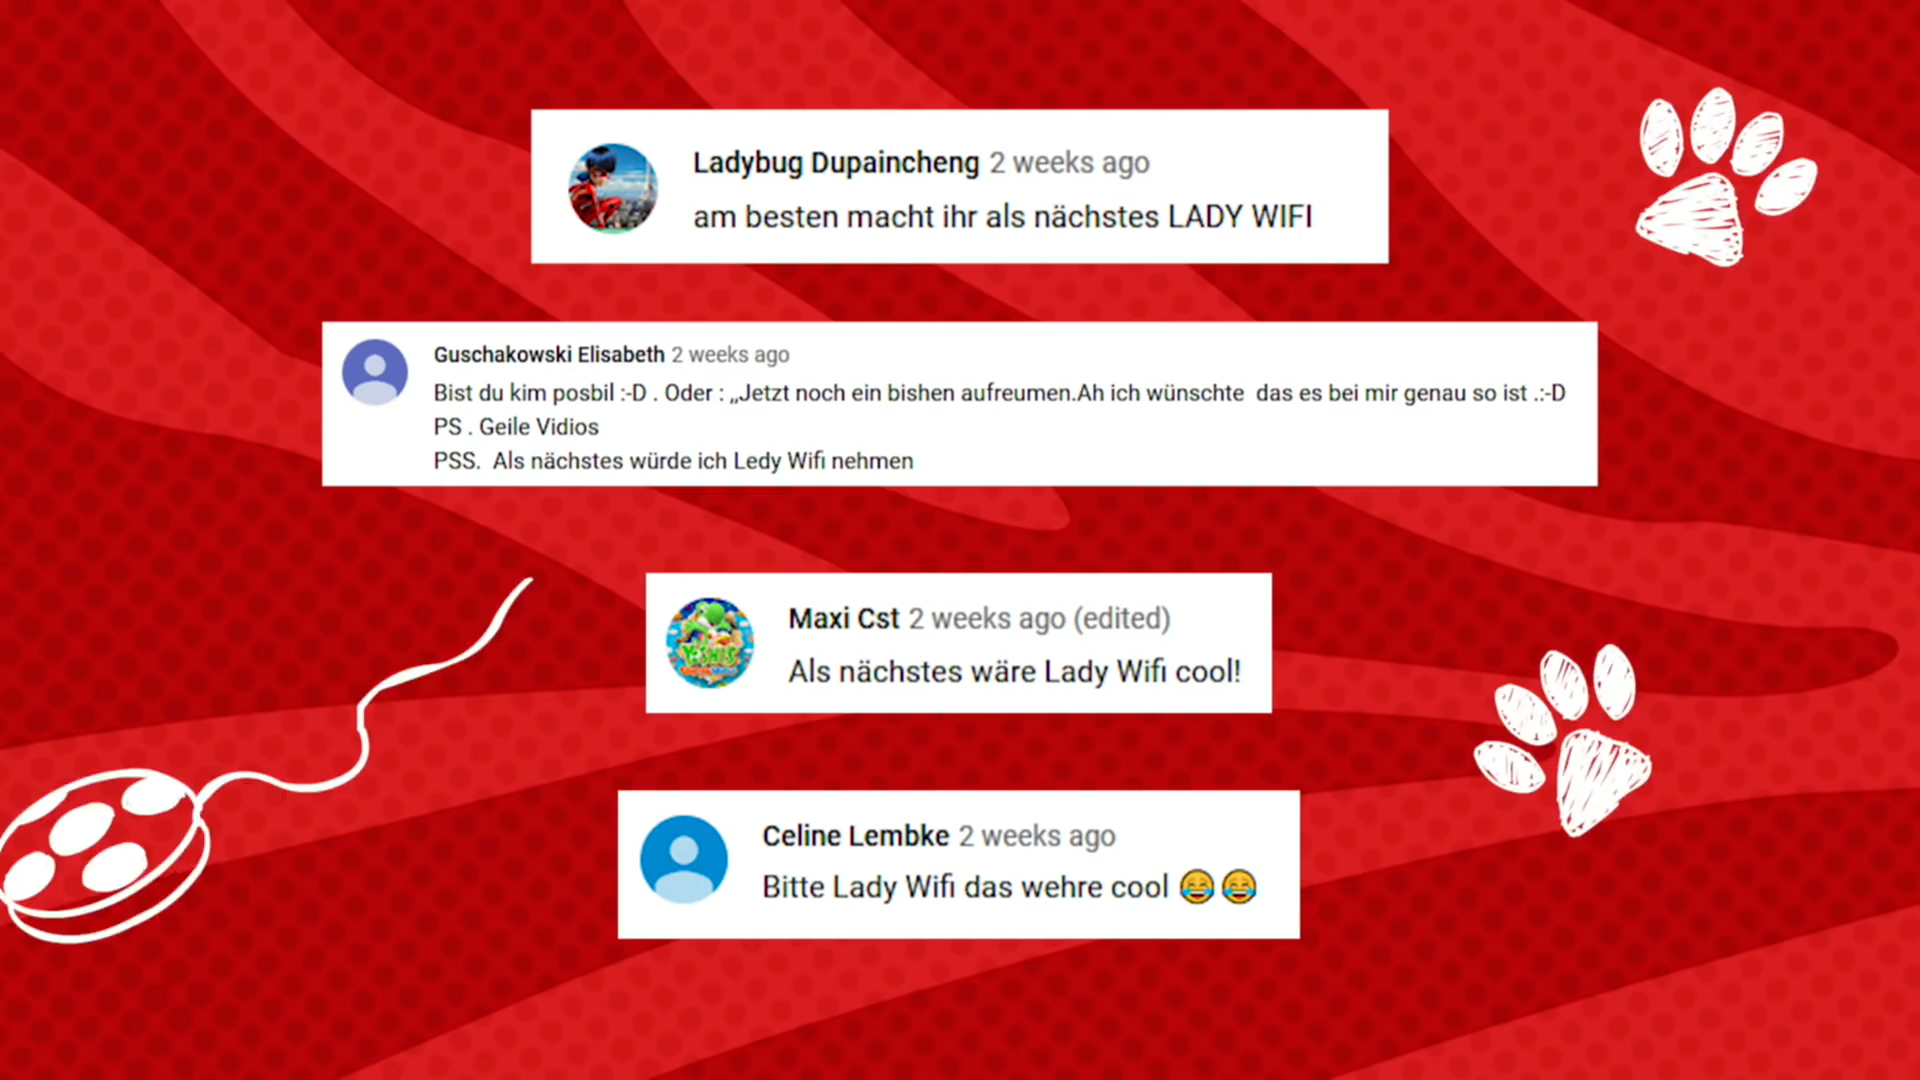 Ladybug Dupaincheng 2 weeks ago
am besten macht ihr als nächstes LADY WIFI
Guschakowski Elisabeth 2 weeks ago
Bist du kim posbil :-D . Oder : „Jetzt noch ein bishen aufreumen.Ah ich wünschte  das es bei mir genau so ist .:-D
PS . Geile Vidios
PSS.  Als nächstes würde ich Ledy Wifi nehmen
Maxi Cst 2 weeks ago (edited)
Als nächstes wäre Lady Wifi cool!
Celine Lembke 2 weeks ago
Bitte Lady Wifi das wehre cool 😂😂